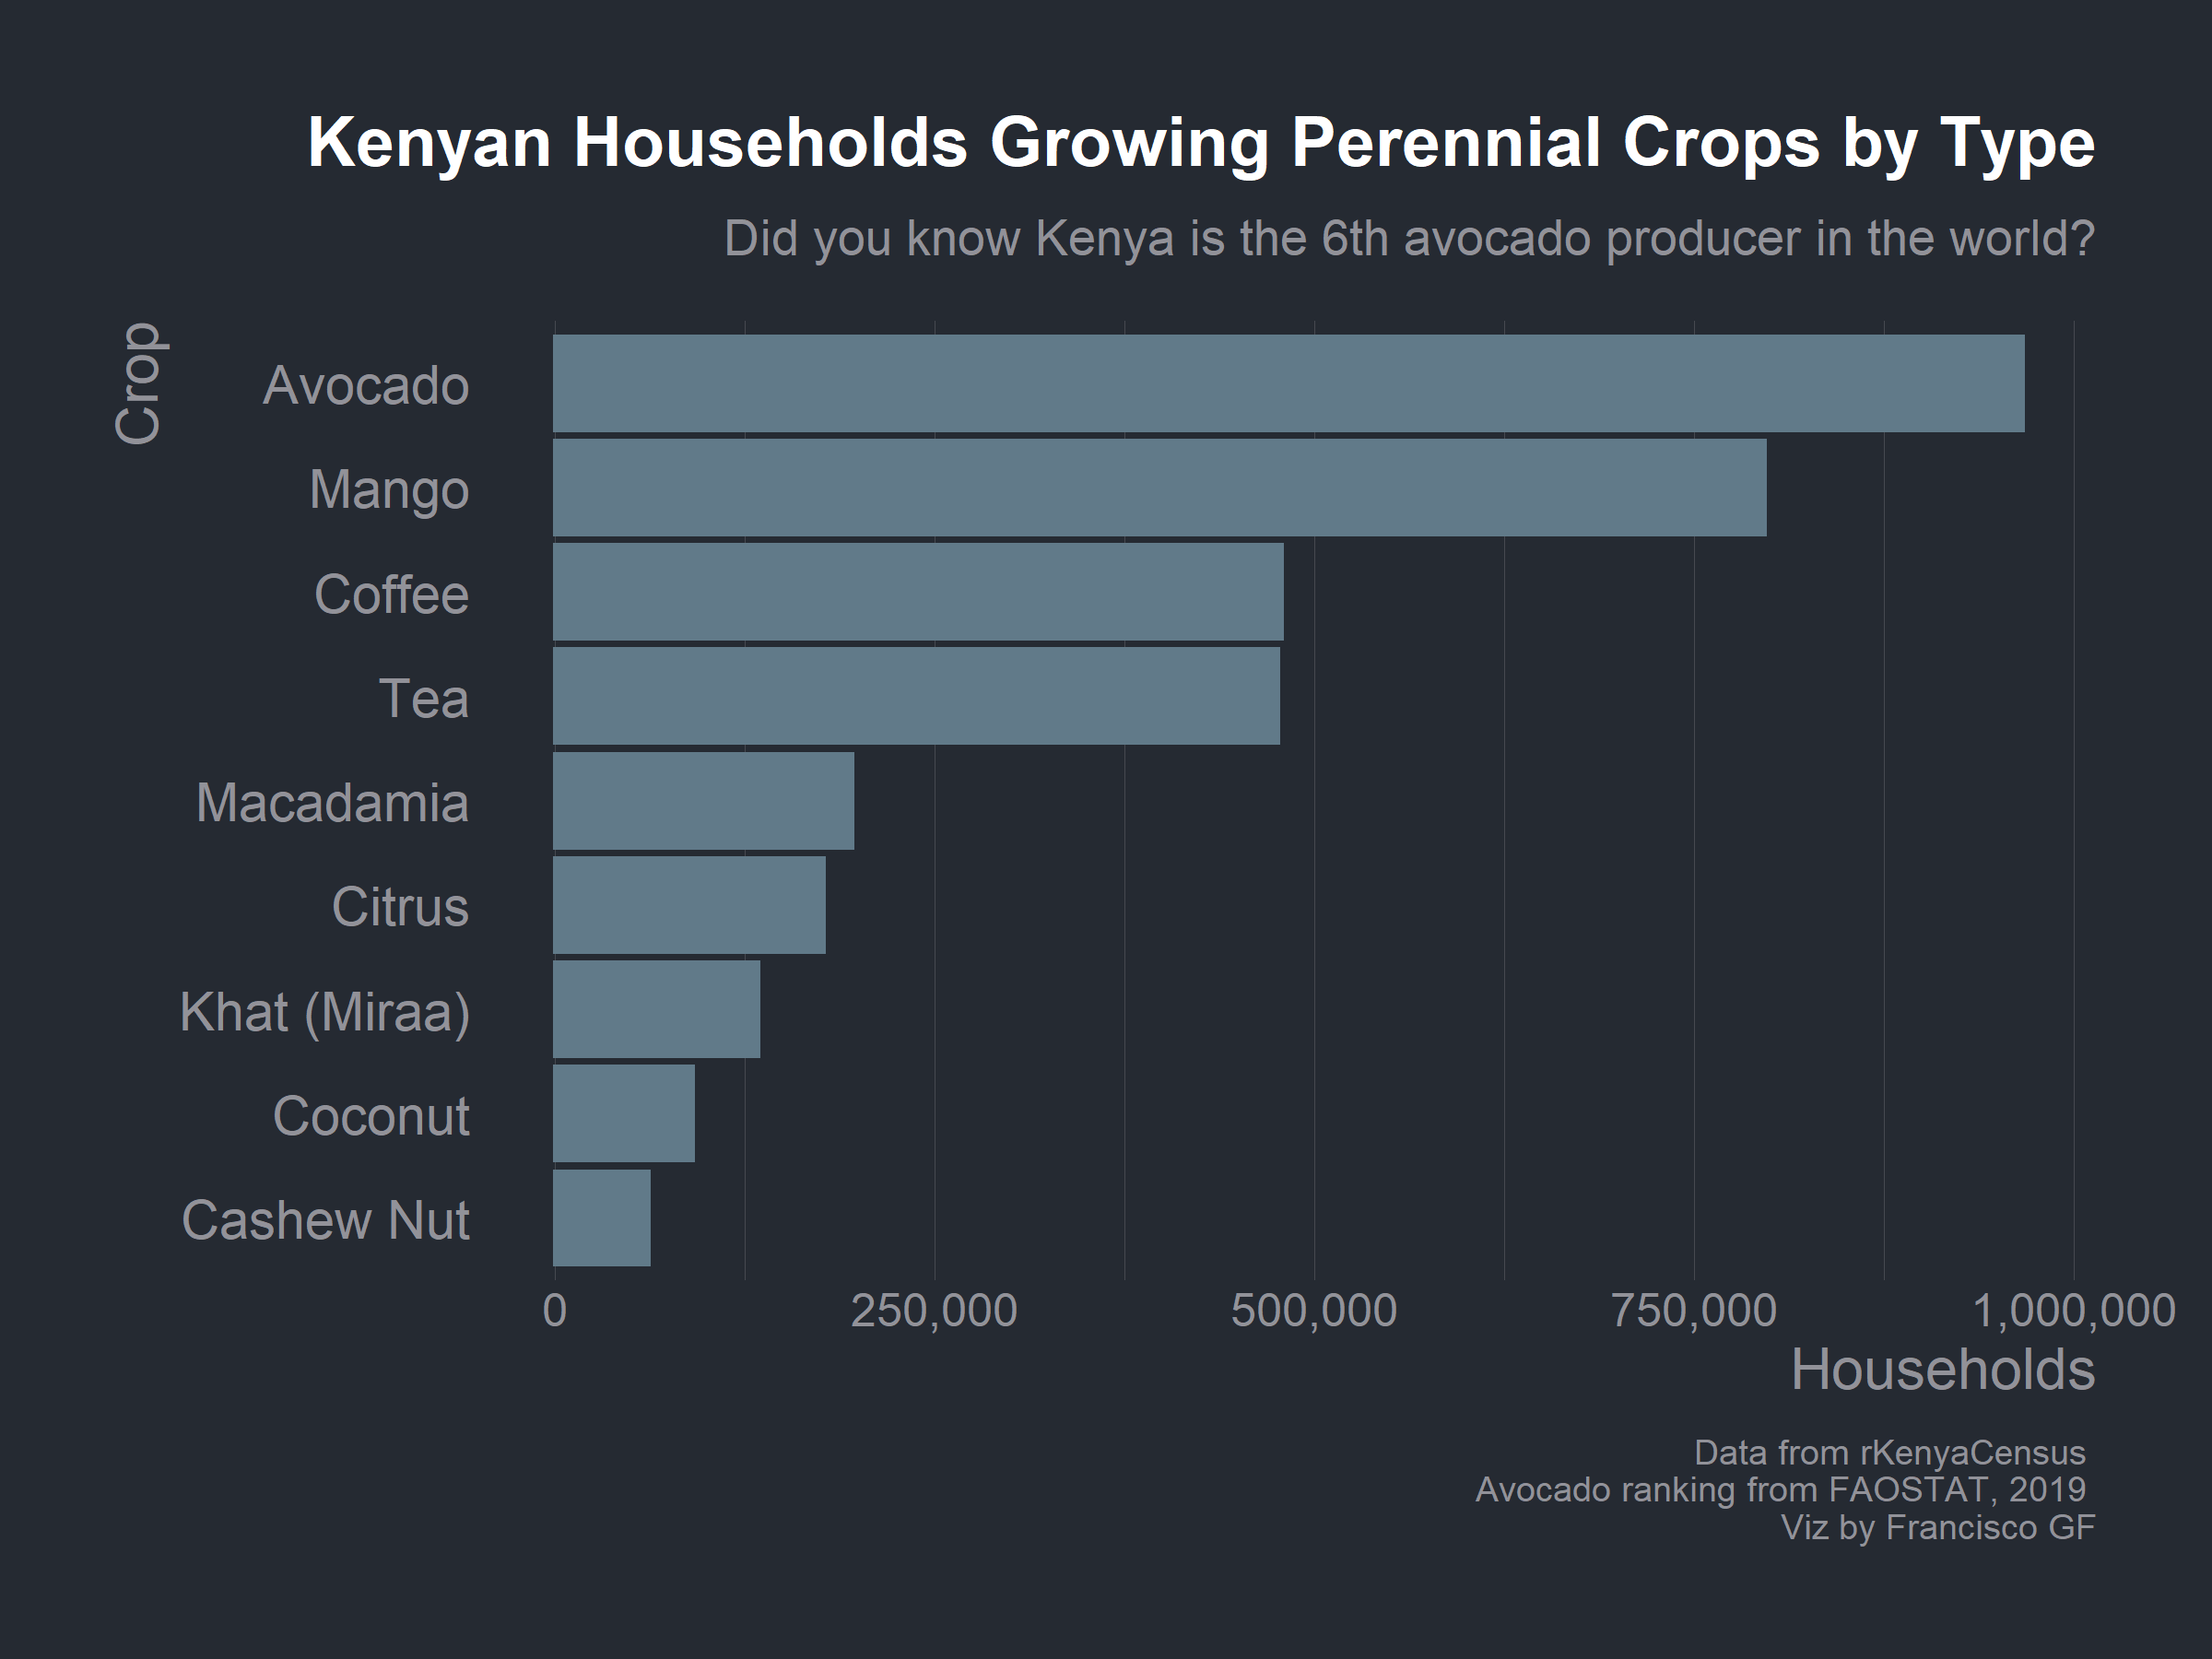 Kenyan Households Growing Perennial Crops by Type
Did you know Kenya is the 6th avocado producer in the world?
Crop
Avocado
Mango
Coffee
Tea
Macadamia
Citrus
Khat (Miraa)
Coconut
Cashew Nut
0 250,000 500,000 750,000 1,000,000
Households
Data from rKenyaCensus
Avocado ranking from FAOSTAT, 2019
Viz by Francisco GF